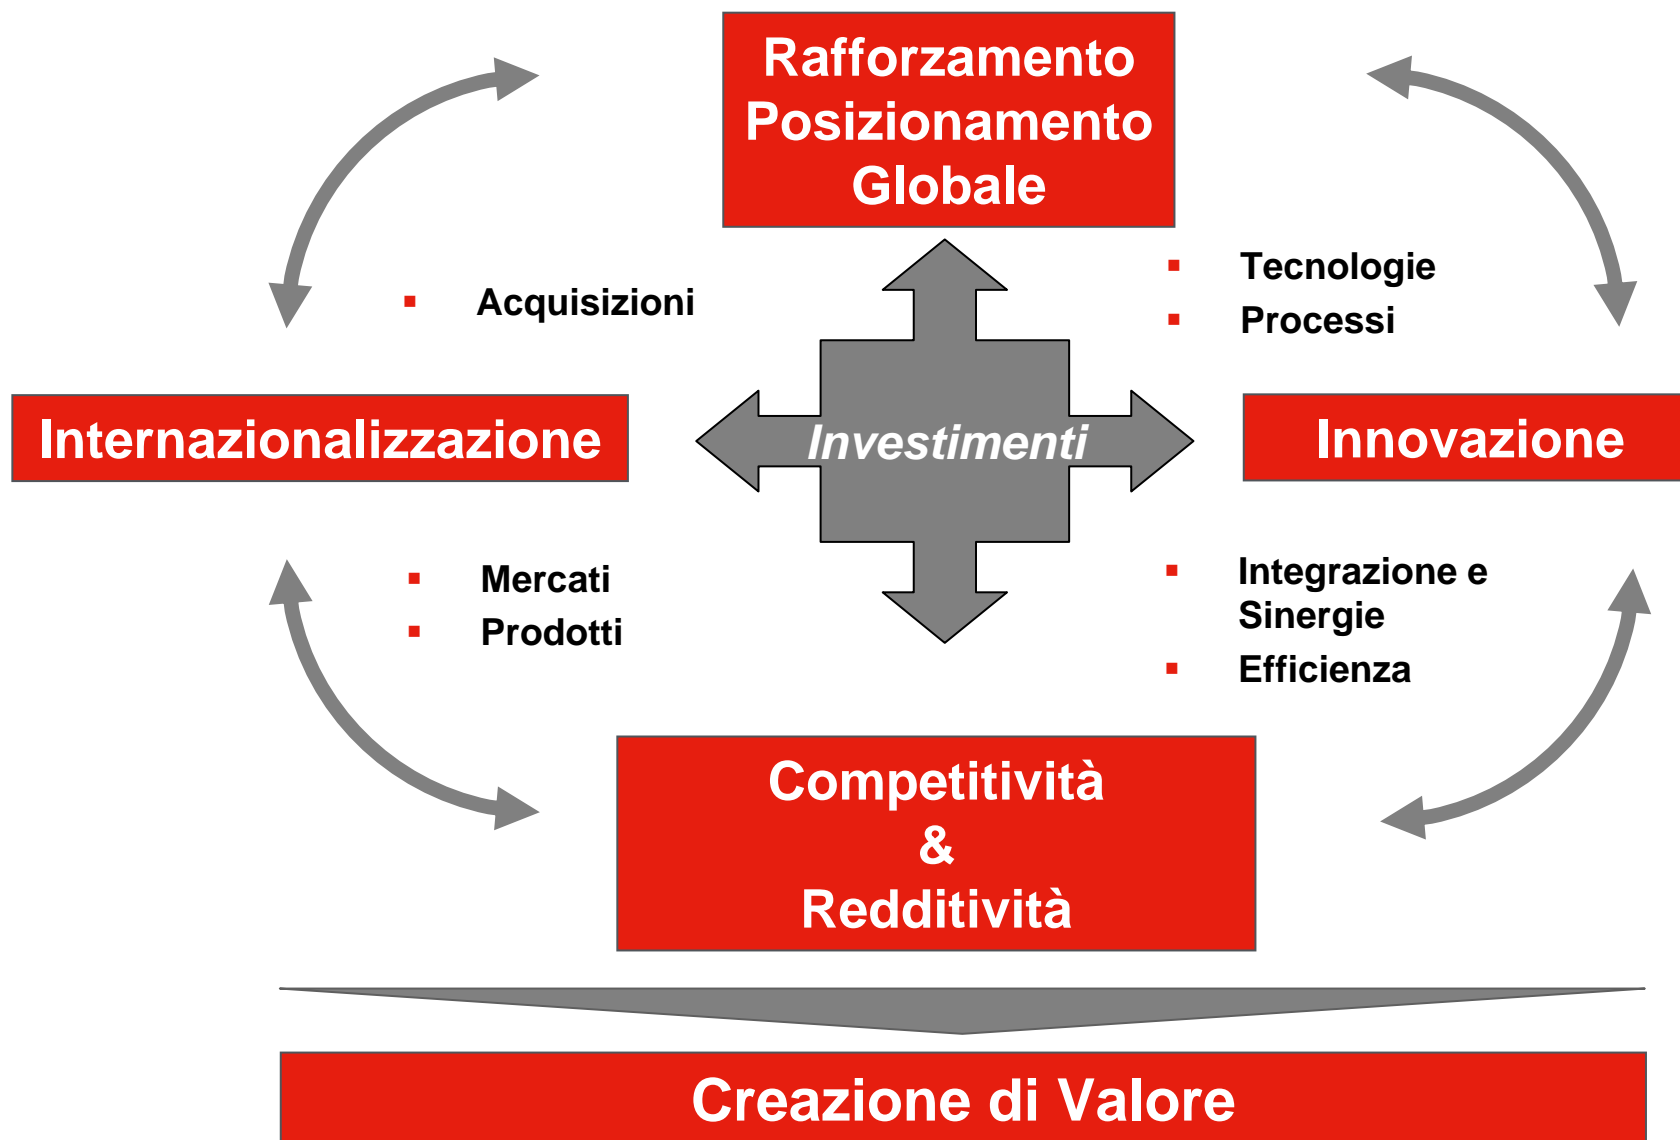 Rafforzamento
Posizionamento
Globale
Acquisizioni
Tecnologie
Processi
Internazionalizzazione
Investimenti
Innovazione
Mercati
Prodotti
Integrazione e
Sinergie
Efficienza
Competitività
&
Redditività
Creazione di Valore